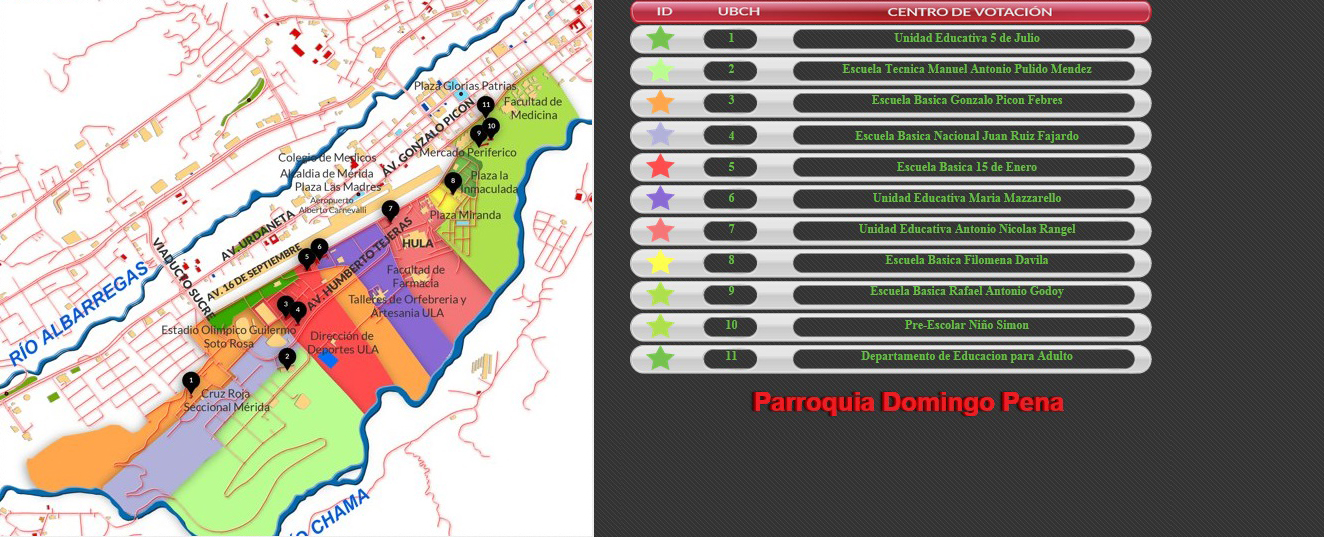 Plaza Glorias Patrias
11
Facultad de
Medicina
10
9
AV. GONZALO PICON
Mercado Periferico
Colegio de Medicos
Alcaldia de Merida
Plaza Las Madres
Aeropuerto
Alberto Carnevalli
8
Plaza la
Inmaculada
7
Plaza Miranda
AV. URDANETA
HULA
6
5
AV. 16 DE SEPTIEMBRE
AV. HUMBERTO TEJERAS
VIADUCTO SUCRE
Facultad de
Farmacia
RÍO ALBARREGAS
Talleres de Orfebreria y
Artesania ULA
3
4
Estadio Olimpico Guilermo
Soto Rosa
Dirección de
Deportes ULA
2
1
Cruz Roja
Seccional Mérida
ÍO CHAMA
ID UBCH CENTRO DE VOTACIÓN
1 Unidad Educativa 5 de Julio
2 Escuela Tecnica Manuel Antonio Pulido Mendez
3 Escuela Basica Gonzalo Picon Febres
4 Escuela Basica Nacional Juan Ruiz Fajardo
5 Escuela Basica 15 de Enero
6 Unidad Educativa Maria Mazzarello
7 Unidad Educativa Antonio Nicolas Rangel
8 Escuela Basica Filomena Davila
9 Escuela Basica Rafael Antonio Godoy
10 Pre-Escolar Niño Simon
11 Departamento de Educacion para Adulto
Parroquia Domingo Pena